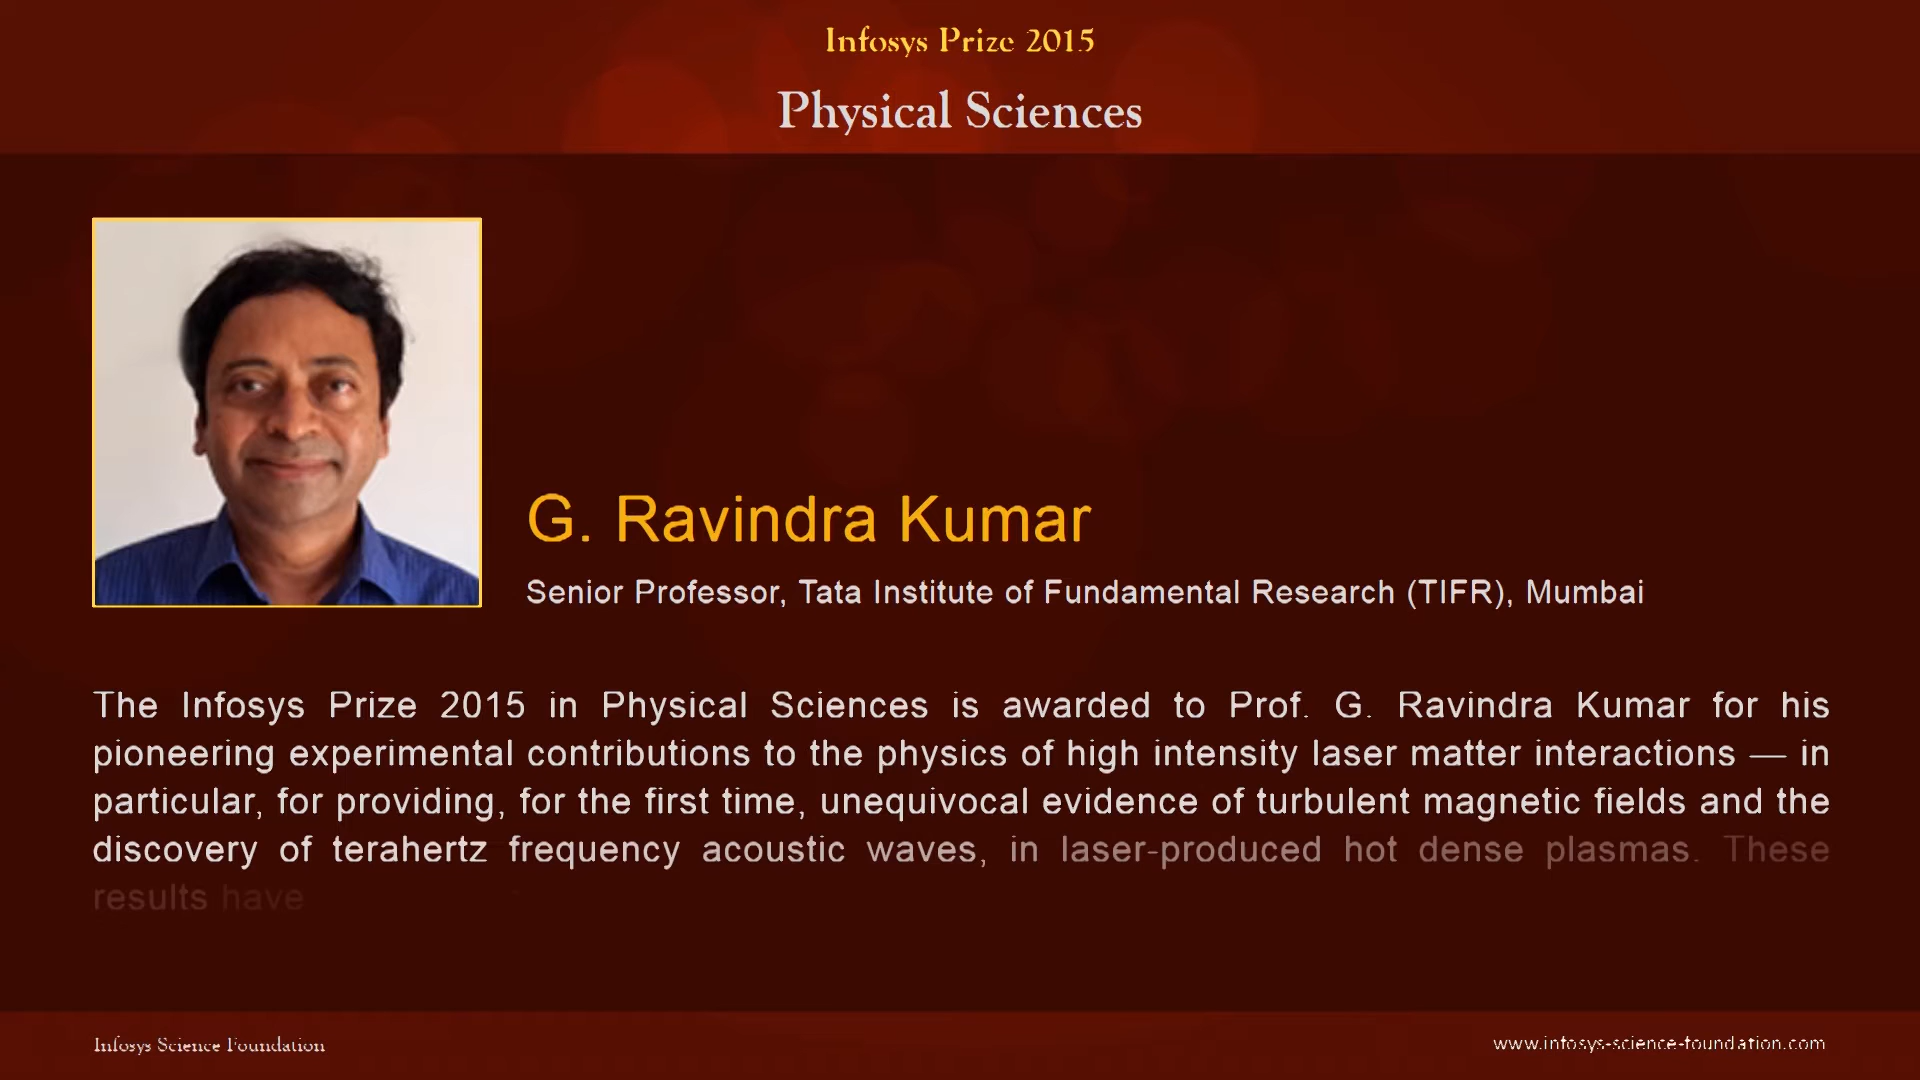 Infosys Prize 2015
Physical Sciences
G. Ravindra Kumar
Senior Professor, Tata Institute of Fundamental Research (TIFR), Mumbai
The Infosys Prize 2015 in Physical Sciences is awarded to Prof. G. Ravindra Kumar for his
pioneering experimental contributions to the physics of high intensity laser matter interactions — in
particular, for providing, for the first time, unequivocal evidence of turbulent magnetic fields and the
discovery of terahertz frequency acoustic waves, in laser-produced hot dense plasmas. These
results have
Infosys Science Foundation
www.infosys-science-foundation.com